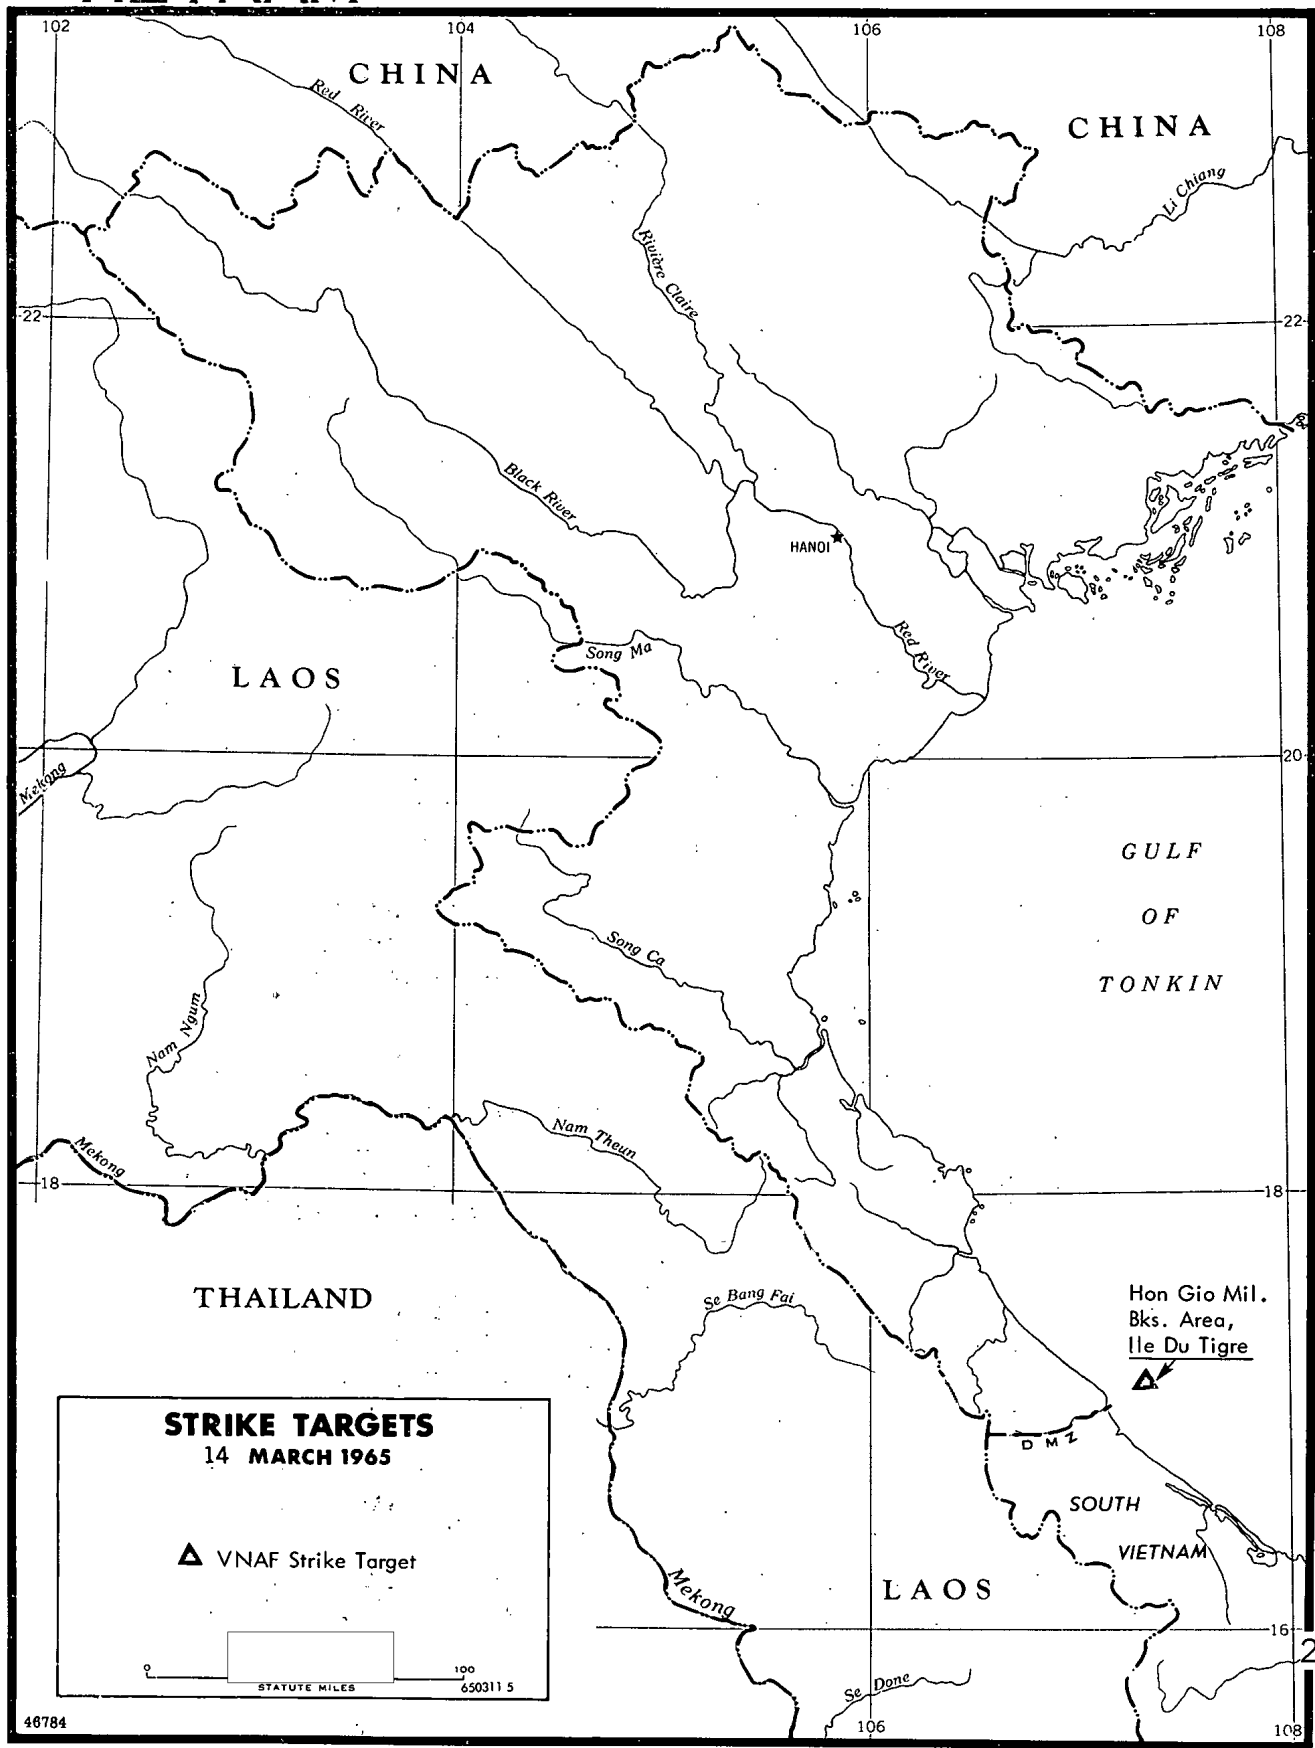 102
104
106
108
CHINA
Red River
CHINA
Li Chiang
Rivière Claire
22
22
Black River
HANOI
Red River
Song Ma
LAOS
20
Mekong
GULF
OF
TONKIN
Song Ca
Nam Ngum
Nam Theun
Mekong
18
18
THAILAND
Se Bang Fai
Hon Gio Mil.
Bks. Area,
Ile Du Tigre
DMZ
SOUTH
VIETNAM
LAOS
Mekong
16
2
Se Done
106
108
STRIKE TARGETS
14 MARCH 1965
VNAF Strike Target
0 100
STATUTE MILES
650311 5
46784